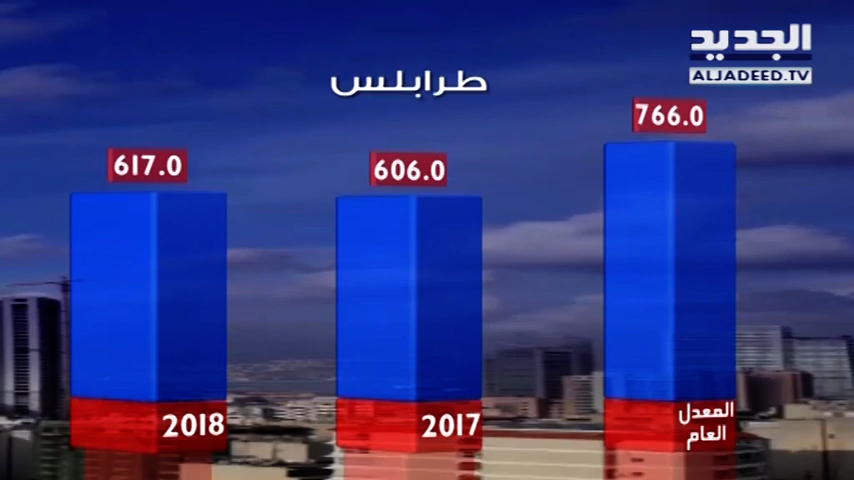 الجديد
ALJADEED.TV
طرابلس
766.0
606.0
617.0
المعدل
العام
2017
2018